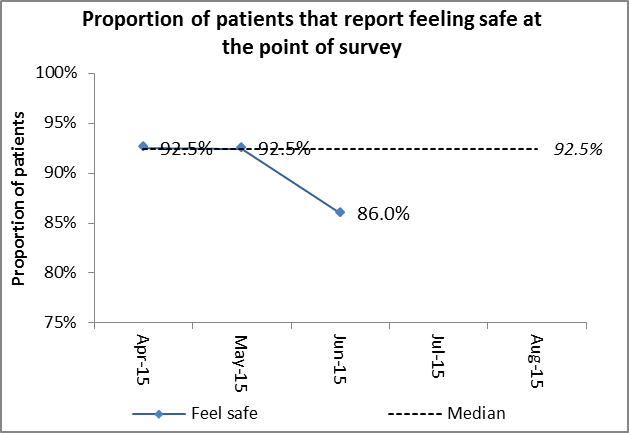 Proportion of patients that report feeling safe at
the point of survey
100%
95%
90%
85%
80%
75%
Proportion of patients
92.5%
92.5%
86.0%
92.5%
Apr-15
May-15
Jun-15
Jul-15
Aug-15
Feel safe
Median